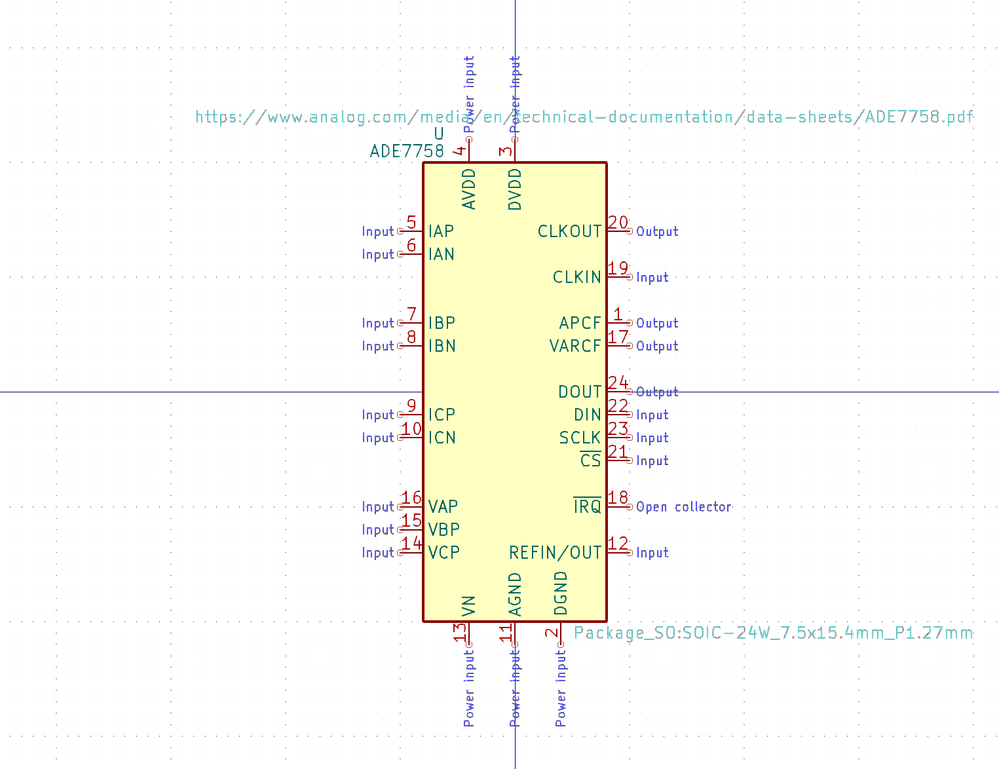 Power input Power input
https://www.analog.com/media/en/technical-documentation/data-sheets/ADE7758.pdf
U
ADE7758
4 3
AVDD DVDD
Input 5 IAP CLKOUT 20 Output
Input 6 IAN
CLKIN 19 Input
Input 7 IBP APCF 1 Output
Input 8 IBN VARCF 17 Output
DOUT 24 Output
Input 9 ICP DIN 22 Input
Input 10 ICN SCLK 23 Input
CS 21 Input
Input 16 VAP IRQ 18 Open collector
Input 15 VBP
Input 14 VCP REFIN/OUT 12 Input
VN AGND DGND
13 11 2
Package_SO:SOIC-24W_7.5x15.4mm_P1.27mm
Power input Power input Power input